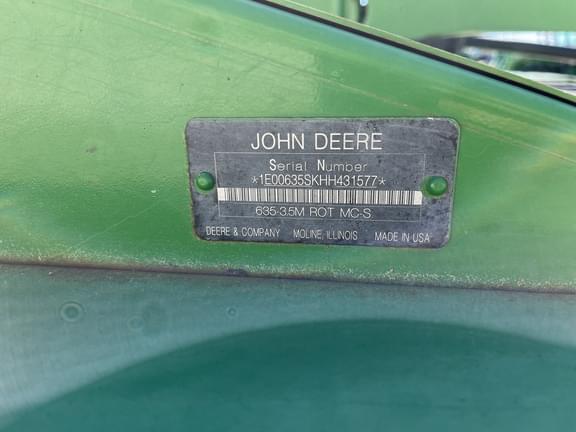 JOHN DEERE
Serial Number
*1E00635SKHH431577*
635-3.5M ROT MC-S
DEERE & COMPANY MOLINE, ILLINOIS MADE IN USA